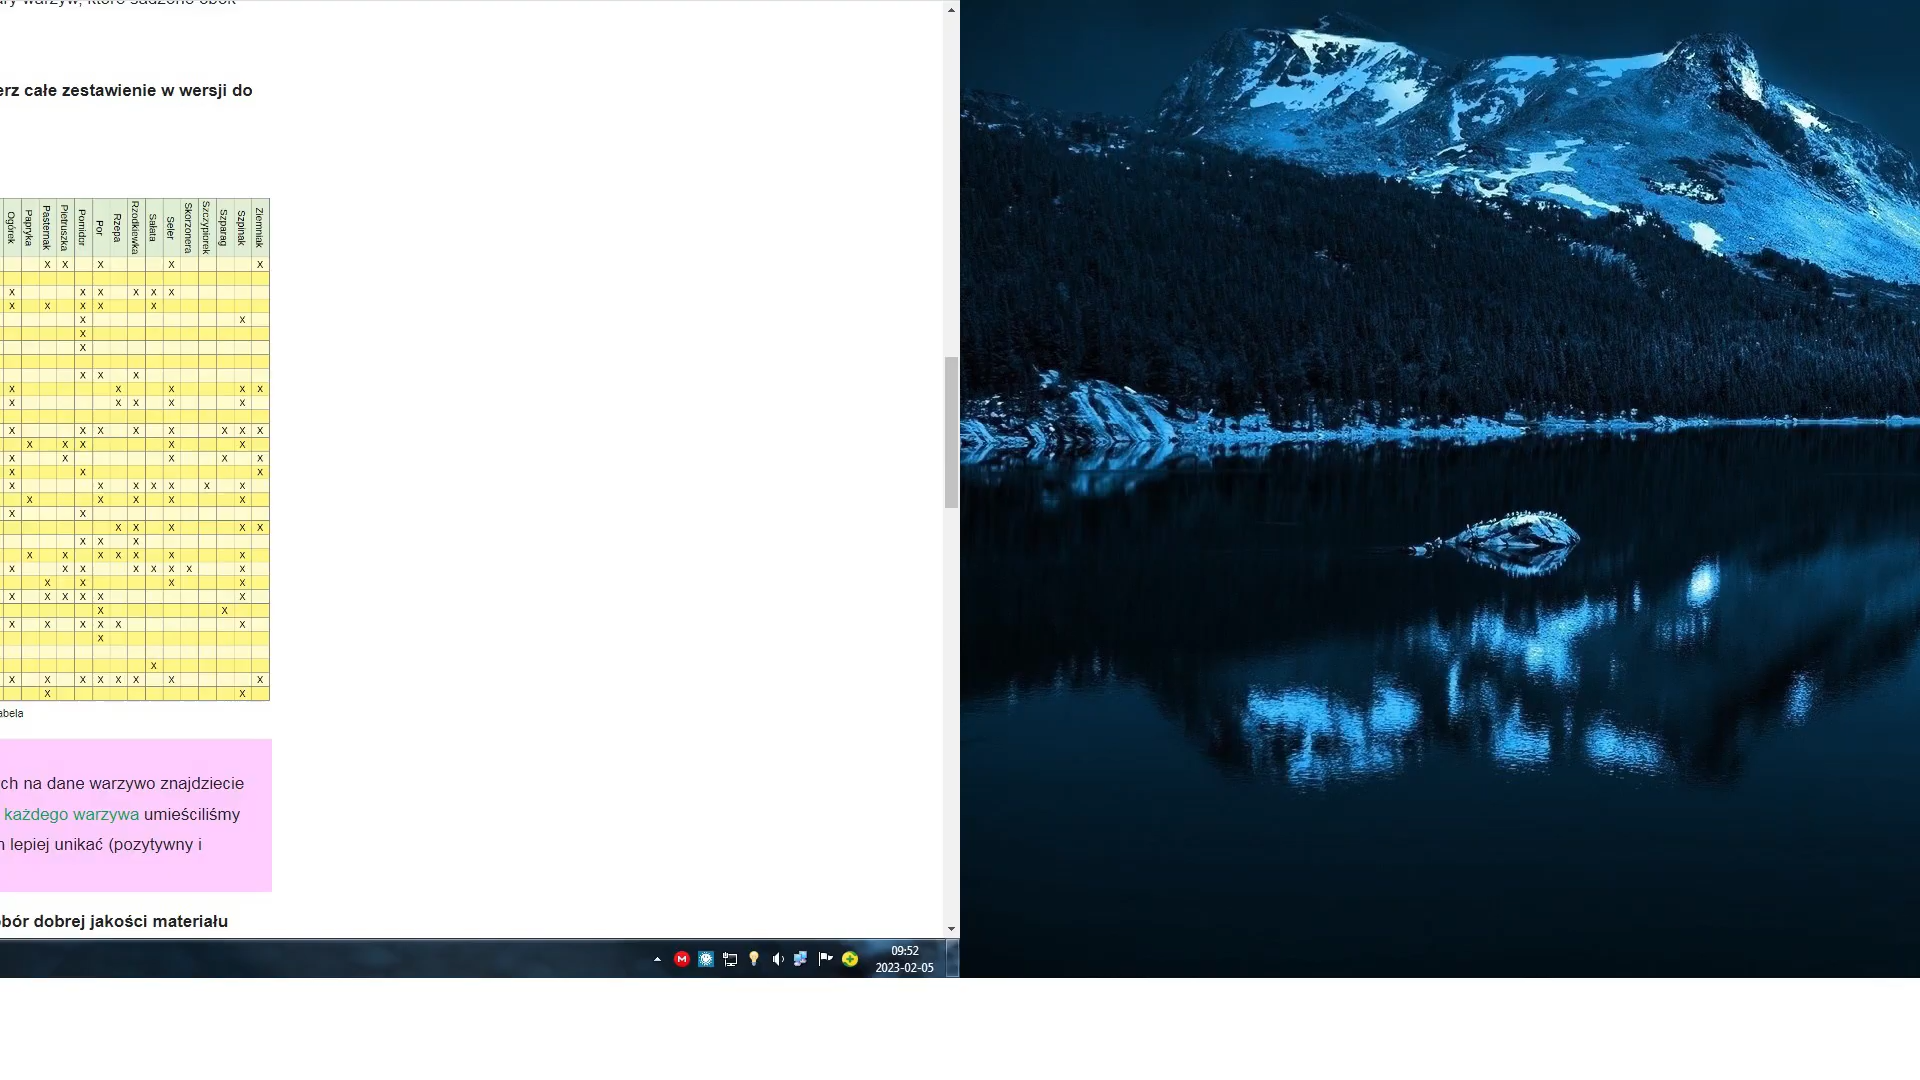 erz całe zestawienie w wersji do
Ogórek Papryka Pasternak Pietruszka Pomidor Por Rzepa Rzodkiewka Sałata Seler Skorzonera Szczypiorek Szparag Szpinak Ziemniak
x x x x x
x x x x x x
x x x x x
x x
x
x
x x x
x x x x x
x x x x x
x x x x x x x x
x x x x x
x x x x x
x x x
x x x x x x x
x x x x x
x x
x x x x x
x x x
x x x x x x x
x x x x x x x x
x x x x
x x x x x x
x x
x x x x x x
x
x
x x x x x x x x x
x x
abela
ch na dane warzywo znajdziecie
każdego warzywa umieściliśmy
lepiej unikać (pozytywny i
bór dobrej jakości materiału
09:52
2023-02-05